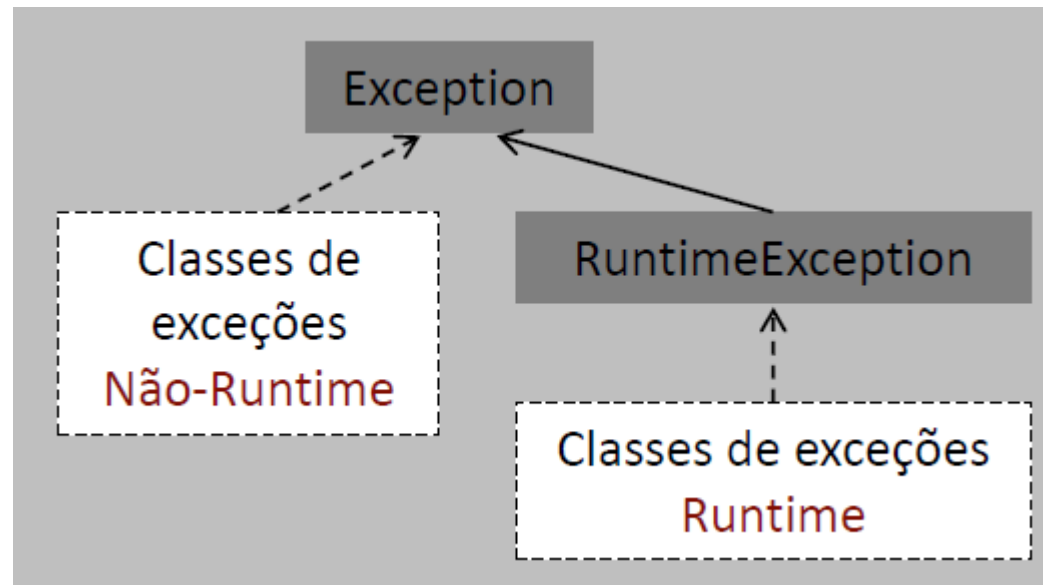 Exception
Classes de
exceções
Não-Runtime
RuntimeException
Classes de exceções
Runtime